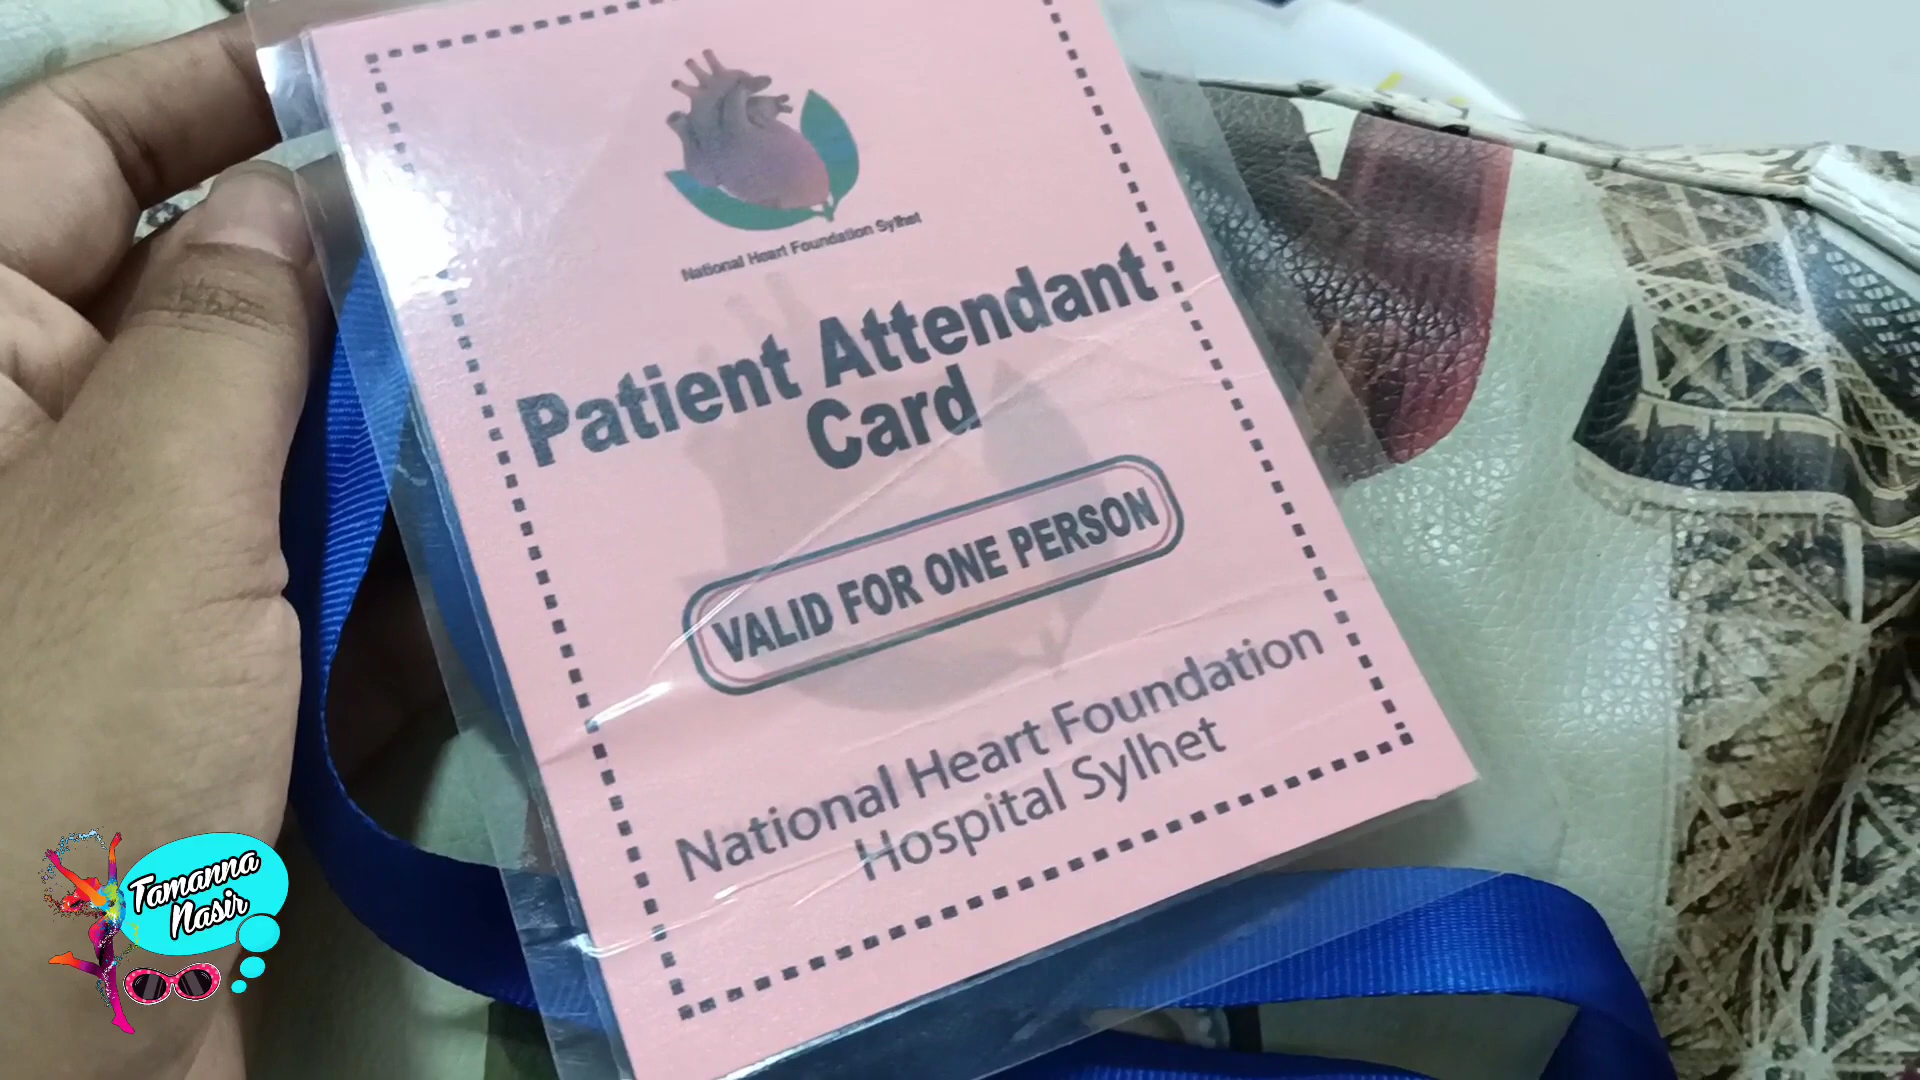 National Heart Foundation Sylhet
Patient Attendant
Card
VALID FOR ONE PERSON
National Heart Foundation
Hospital Sylhet
Tamanna
Nasir